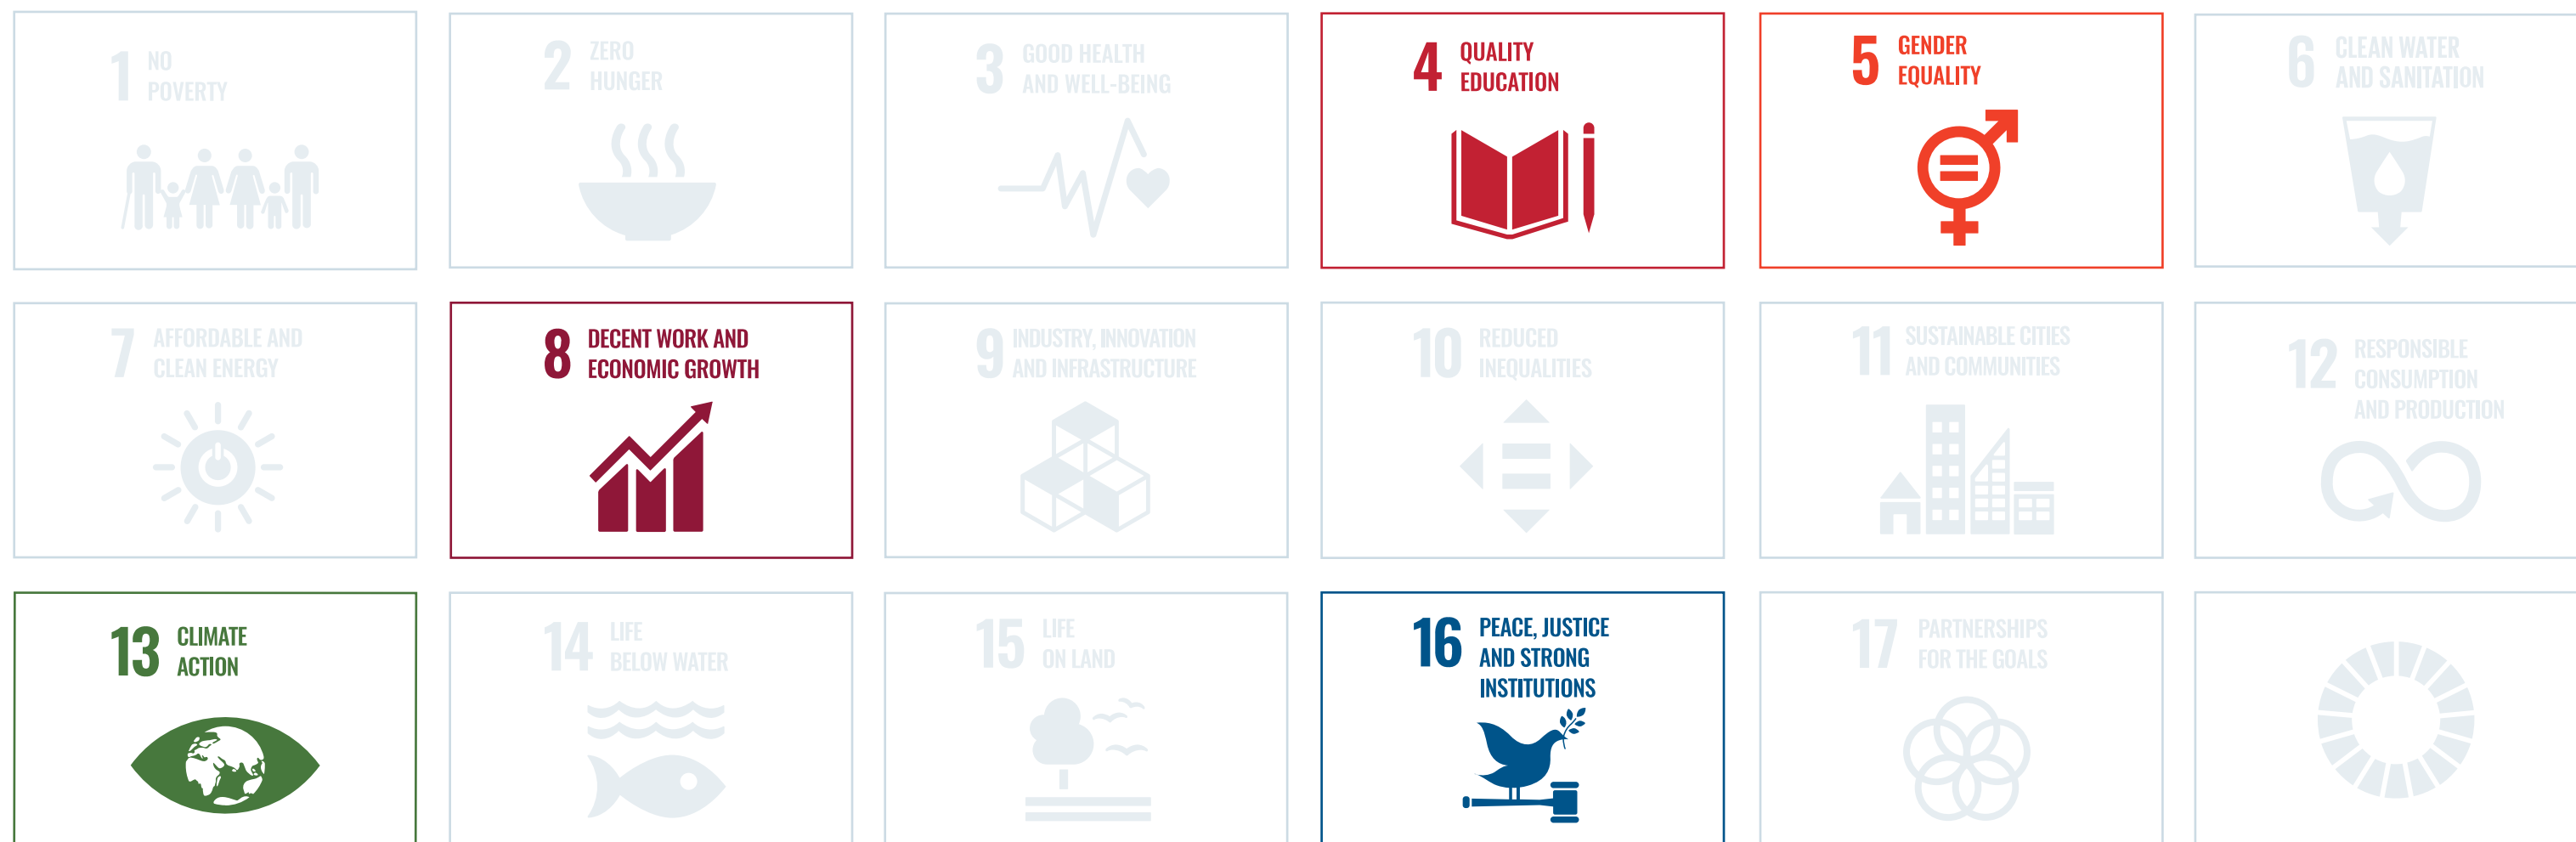 1 NO
POVERTY
2 ZERO
HUNGER
3 GOOD HEALTH
AND WELL-BEING
4 QUALITY
EDUCATION
5 GENDER
EQUALITY
6 CLEAN WATER
AND SANITATION
7 AFFORDABLE AND
CLEAN ENERGY
8 DECENT WORK AND
ECONOMIC GROWTH
9 INDUSTRY, INNOVATION
AND INFRASTRUCTURE
10 REDUCED
INEQUALITIES
11 SUSTAINABLE CITIES
AND COMMUNITIES
12 RESPONSIBLE
CONSUMPTION
AND PRODUCTION
13 CLIMATE
ACTION
14 LIFE
BELOW WATER
15 LIFE
ON LAND
16 PEACE, JUSTICE
AND STRONG
INSTITUTIONS
17 PARTNERSHIPS
FOR THE GOALS